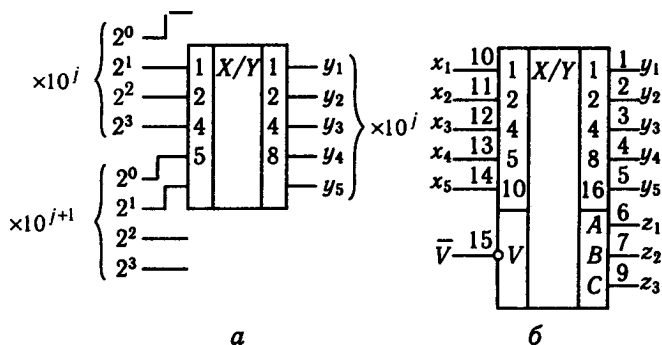 2⁰
2¹ 1 X/Y 1 y₁
×10ʲ 2² 2 2 y₂
2³ 4 4 y₃ ×10ʲ
5 8 y₄
2⁰ y₅
×10ʲ⁺¹ 2¹
2²
2³
а
x₁ 10 1 X/Y 1 1 y₁
x₂ 11 2 2 2 y₂
x₃ 12 4 4 3 y₃
x₄ 13 5 8 4 y₄
x₅ 14 10 16 5 y₅
A 6 z₁
V̅ 15 V B 7 z₂
C 9 z₃
б